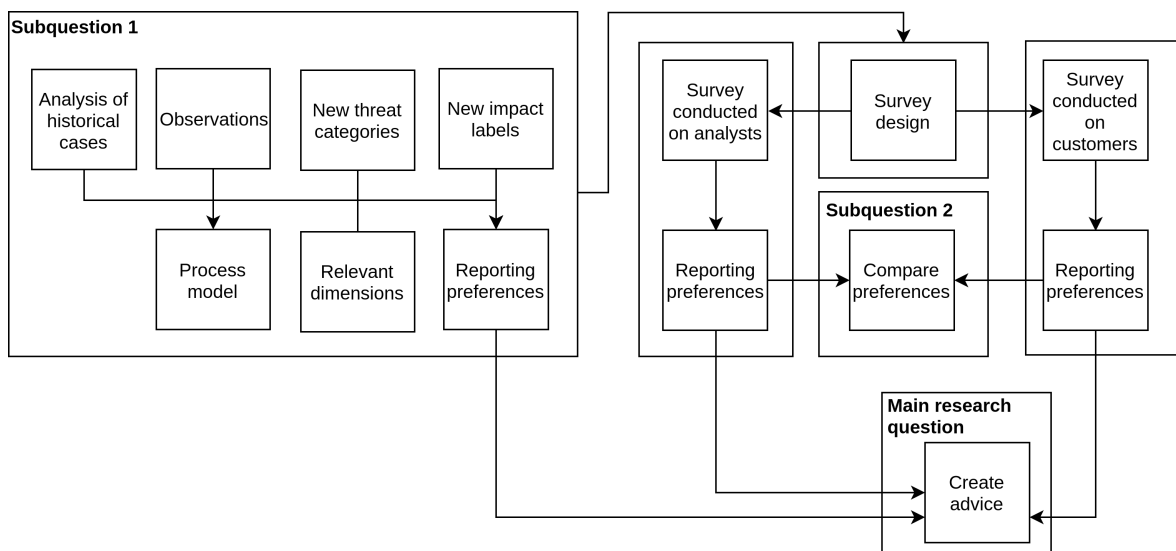 Subquestion 1
Analysis of
historical
cases
Observations
New threat
categories
New impact
labels
Process
model
Relevant
dimensions
Reporting
preferences
Survey
conducted
on analysts
Survey
design
Survey
conducted
on
customers
Reporting
preferences
Subquestion 2
Compare
preferences
Reporting
preferences
Main research
question
Create
advice